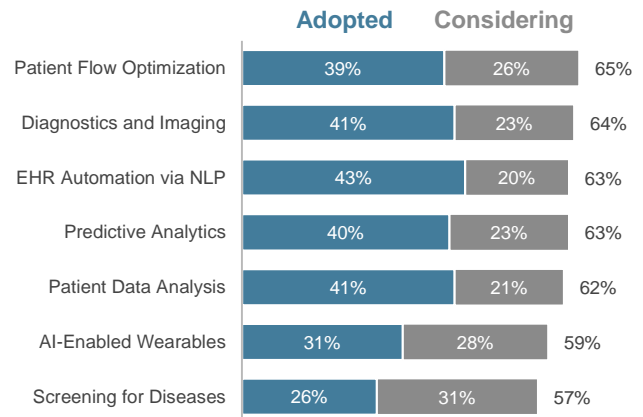 Adopted Considering
Patient Flow Optimization 39% 26% 65%
Diagnostics and Imaging 41% 23% 64%
EHR Automation via NLP 43% 20% 63%
Predictive Analytics 40% 23% 63%
Patient Data Analysis 41% 21% 62%
AI-Enabled Wearables 31% 28% 59%
Screening for Diseases 26% 31% 57%